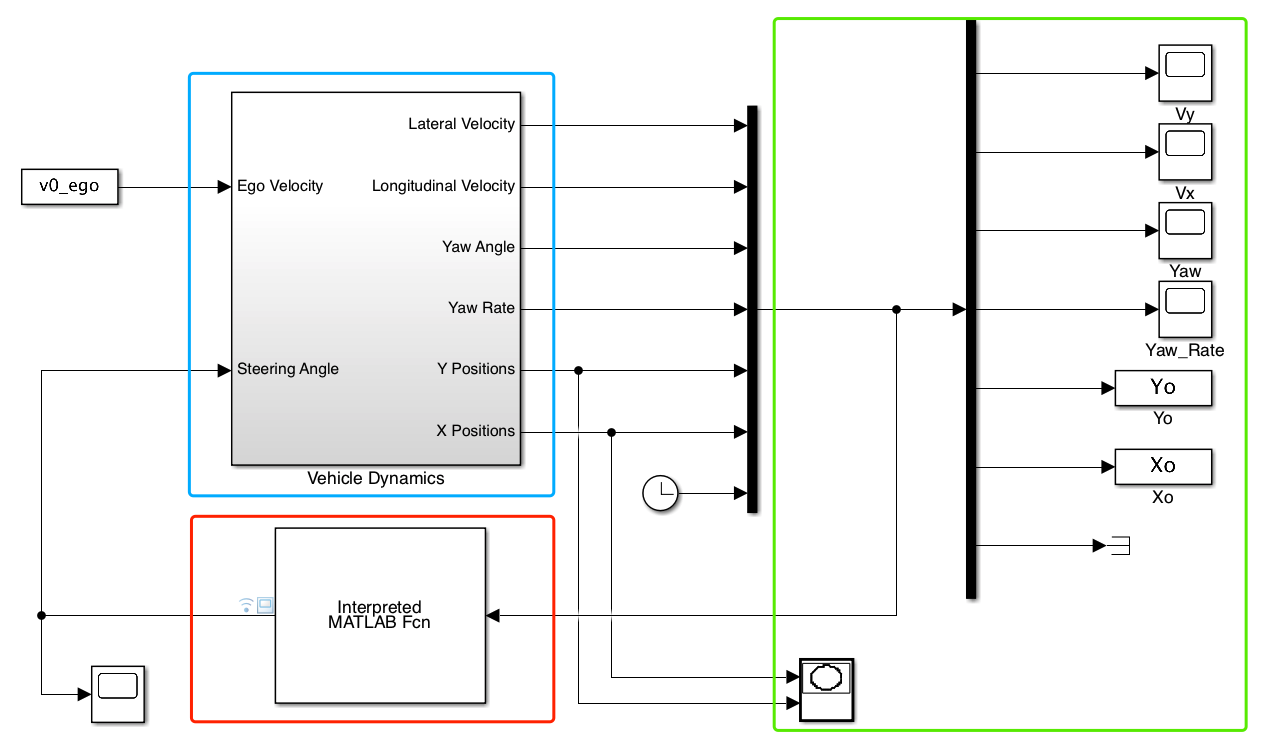 v0_ego
Ego Velocity
Steering Angle
Lateral Velocity
Longitudinal Velocity
Yaw Angle
Yaw Rate
Y Positions
X Positions
Vehicle Dynamics
Interpreted
MATLAB Fcn
Vy
Vx
Yaw
Yaw_Rate
Yo
Yo
Xo
Xo